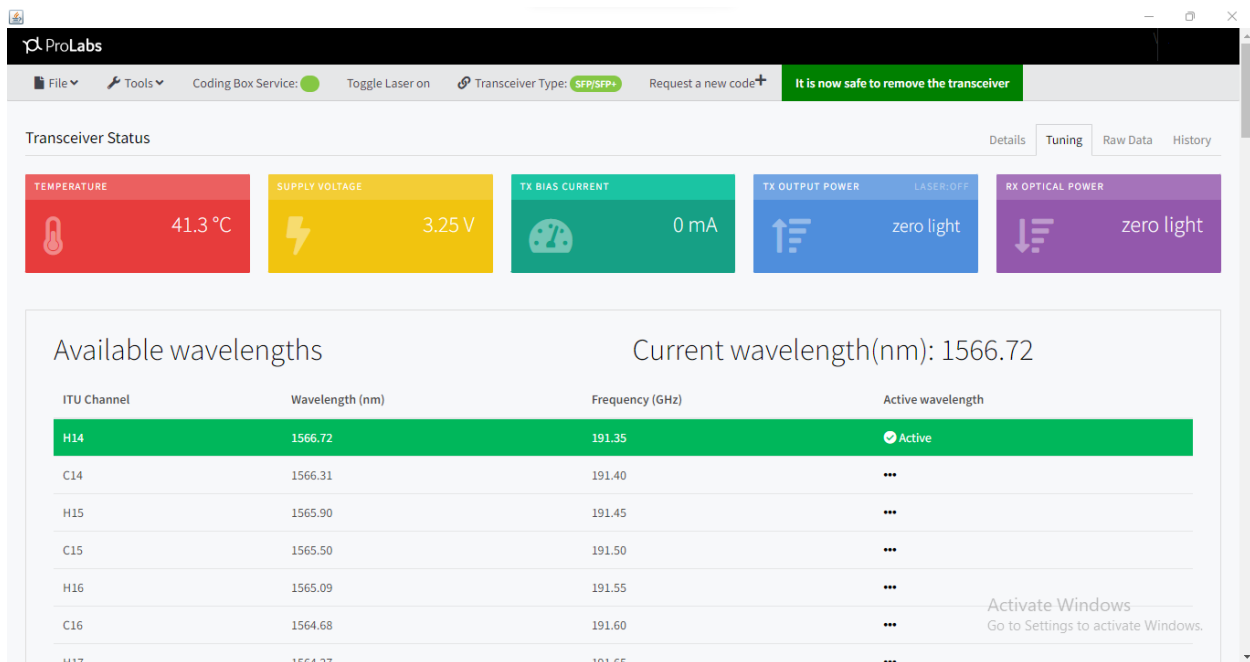 ProLabs
File Tools Coding Box Service: Toggle Laser on Transceiver Type: SFP/SFP+ Request a new code It is now safe to remove the transceiver
Transceiver Status Details Tuning Raw Data History
TEMPERATURE SUPPLY VOLTAGE TX BIAS CURRENT TX OUTPUT POWER LASER:OFF RX OPTICAL POWER
41.3 °C 3.25 V 0 mA zero light zero light
Available wavelengths Current wavelength(nm): 1566.72
ITU Channel Wavelength (nm) Frequency (GHz) Active wavelength
H14 1566.72 191.35 Active
C14 1566.31 191.40 •••
H15 1565.90 191.45 •••
C15 1565.50 191.50 •••
H16 1565.09 191.55 •••
Activate Windows
C16 1564.68 191.60 ••• Go to Settings to activate Windows.
H17 1564.27 191.65 •••